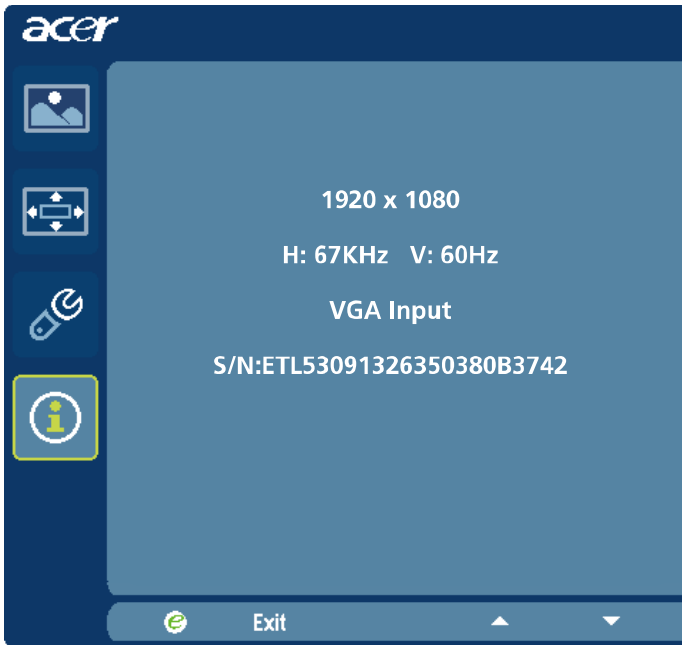 acer
1920 x 1080
H: 67KHz V: 60Hz
VGA Input
S/N:ETL53091326350380B3742
e Exit